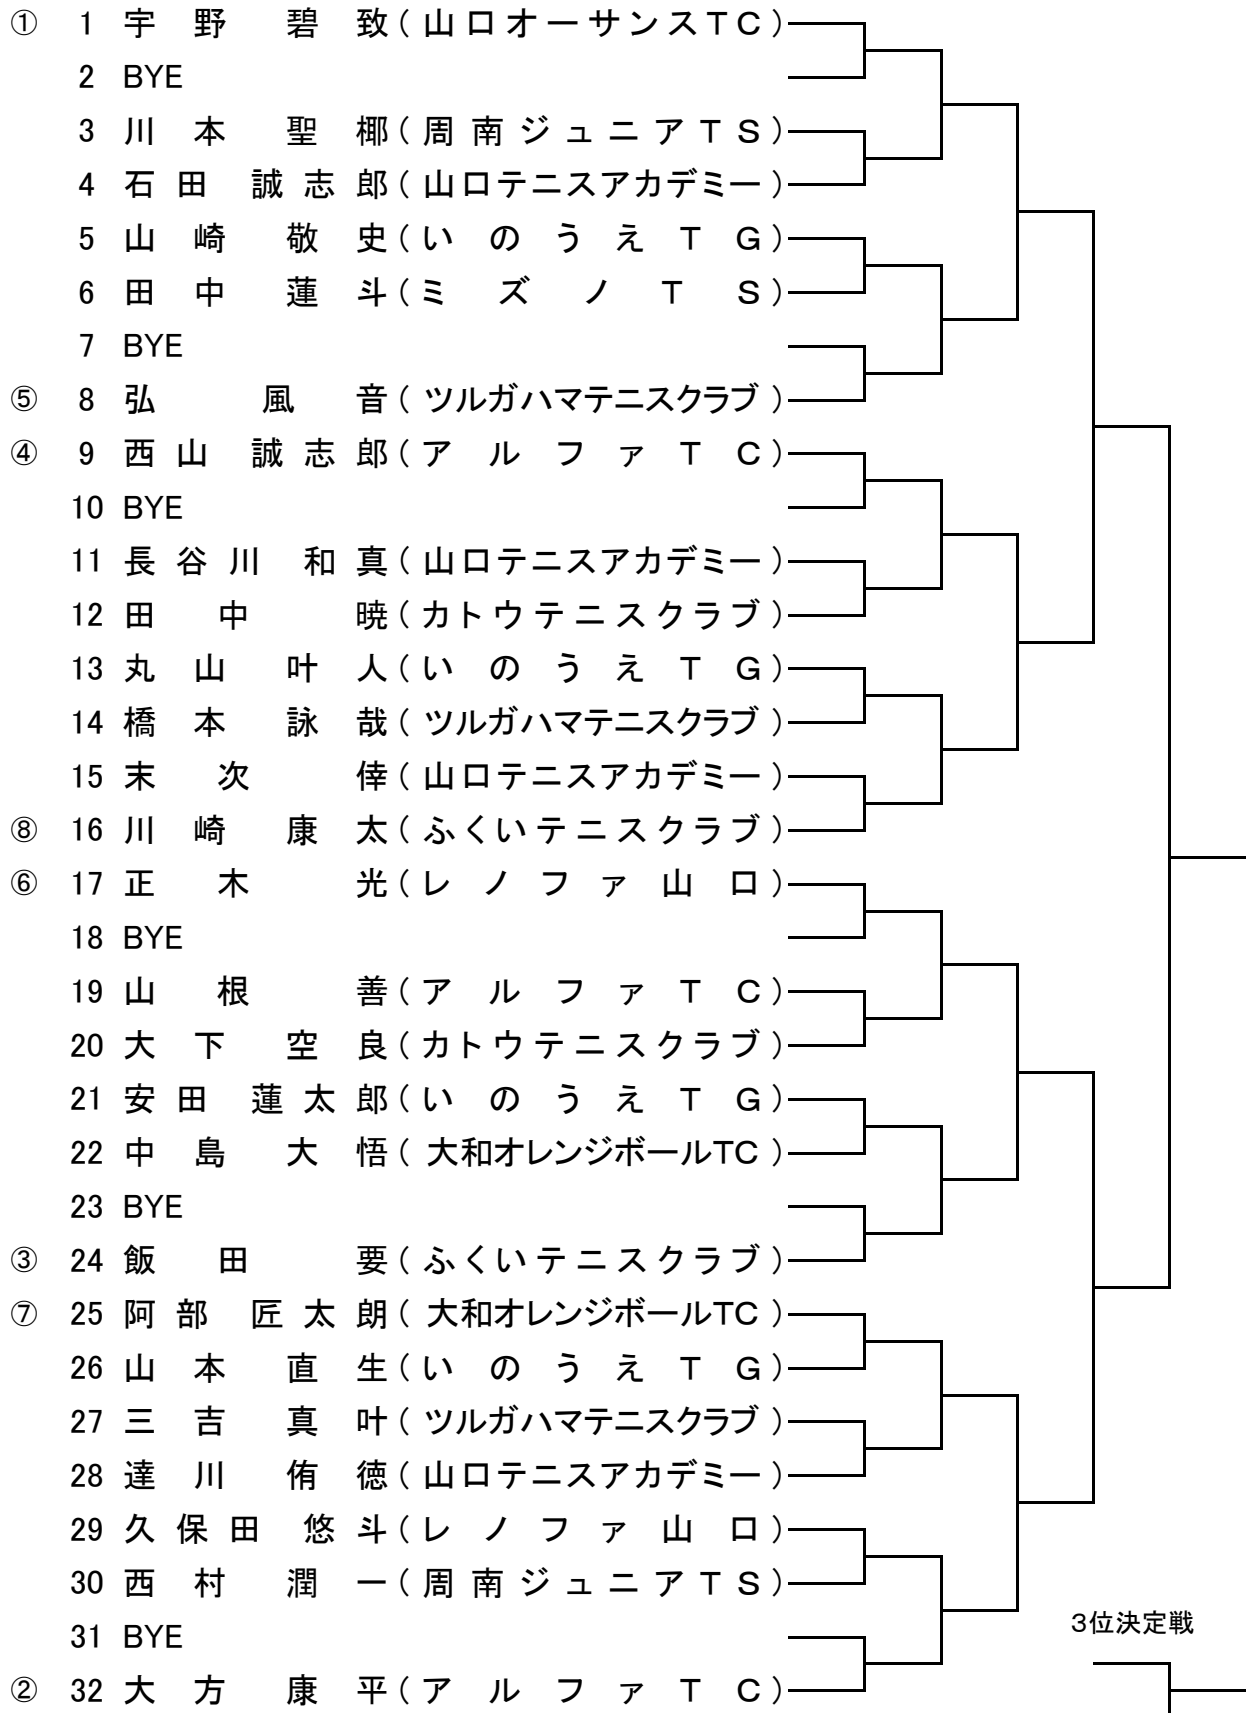 ① 1 宇野 碧致(山口オーサンスTC)
2 BYE
3 川本 聖椰(周南ジュニアTS)
4 石田 誠志郎(山口テニスアカデミー)
5 山崎 敬史(いのうえTG)
6 田中 蓮斗(ミズノTS)
7 BYE
⑤ 8 弘 風音(ツルガハマテニスクラブ)
④ 9 西山 誠志郎(アルファTC)
10 BYE
11 長谷川 和真(山口テニスアカデミー)
12 田中 暁(カトウテニスクラブ)
13 丸山 叶人(いのうえTG)
14 橋本 詠哉(ツルガハマテニスクラブ)
15 末次 倖(山口テニスアカデミー)
⑧ 16 川崎 康太(ふくいテニスクラブ)
⑥ 17 正木 光(レノファ山口)
18 BYE
19 山根 善(アルファTC)
20 大下 空良(カトウテニスクラブ)
21 安田 蓮太郎(いのうえTG)
22 中島 大悟(大和オレンジボールTC)
23 BYE
③ 24 飯田 要(ふくいテニスクラブ)
⑦ 25 阿部 匠太朗(大和オレンジボールTC)
26 山本 直生(いのうえTG)
27 三吉 真叶(ツルガハマテニスクラブ)
28 達川 侑徳(山口テニスアカデミー)
29 久保田 悠斗(レノファ山口)
30 西村 潤一(周南ジュニアTS)
31 BYE
3位決定戦
② 32 大方 康平(アルファTC)